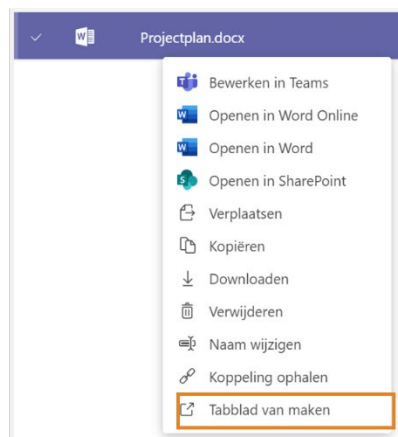 Projectplan.docx
Bewerken in Teams
Openen in Word Online
Openen in Word
Openen in SharePoint
Verplaatsen
Kopiëren
Downloaden
Verwijderen
Naam wijzigen
Koppeling ophalen
Tabblad van maken